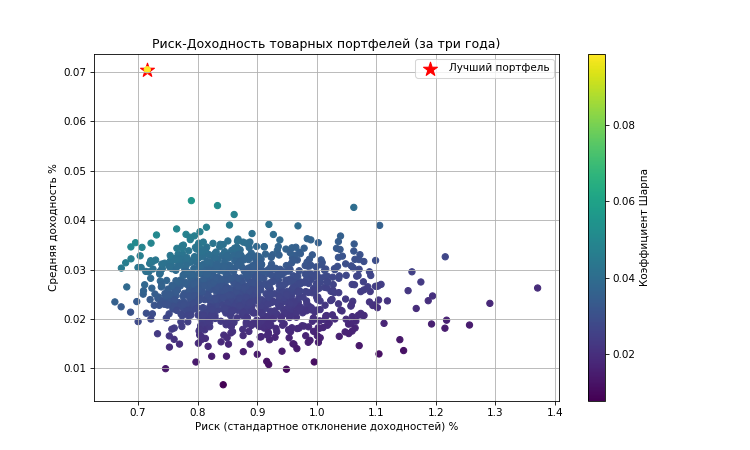 Риск-Доходность товарных портфелей (за три года)
Лучший портфель
Средняя доходность %
0.07
0.06
0.05
0.04
0.03
0.02
0.01
0.7 0.8 0.9 1.0 1.1 1.2 1.3 1.4
Риск (стандартное отклонение доходностей) %
0.08
0.06
0.04
0.02
Коэффициент Шарпа